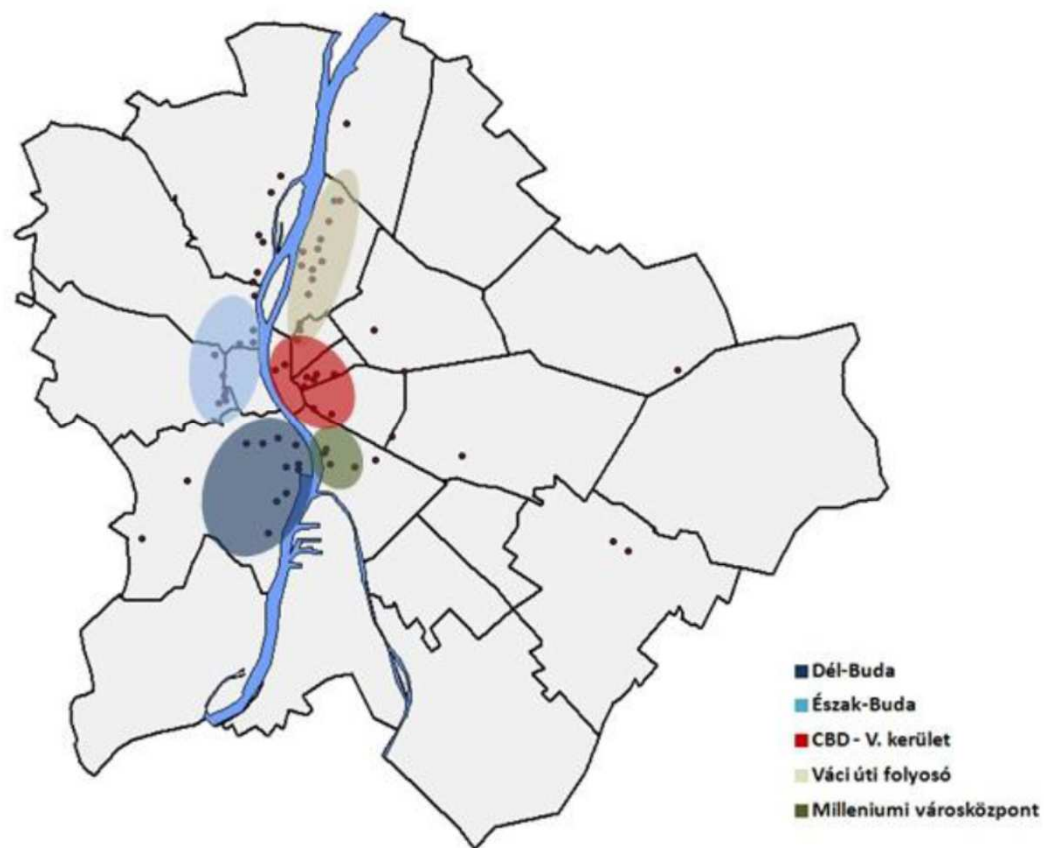 Dél-Buda
Észak-Buda
CBD - V. kerület
Váci úti folyosó
Milleniumi városközpont